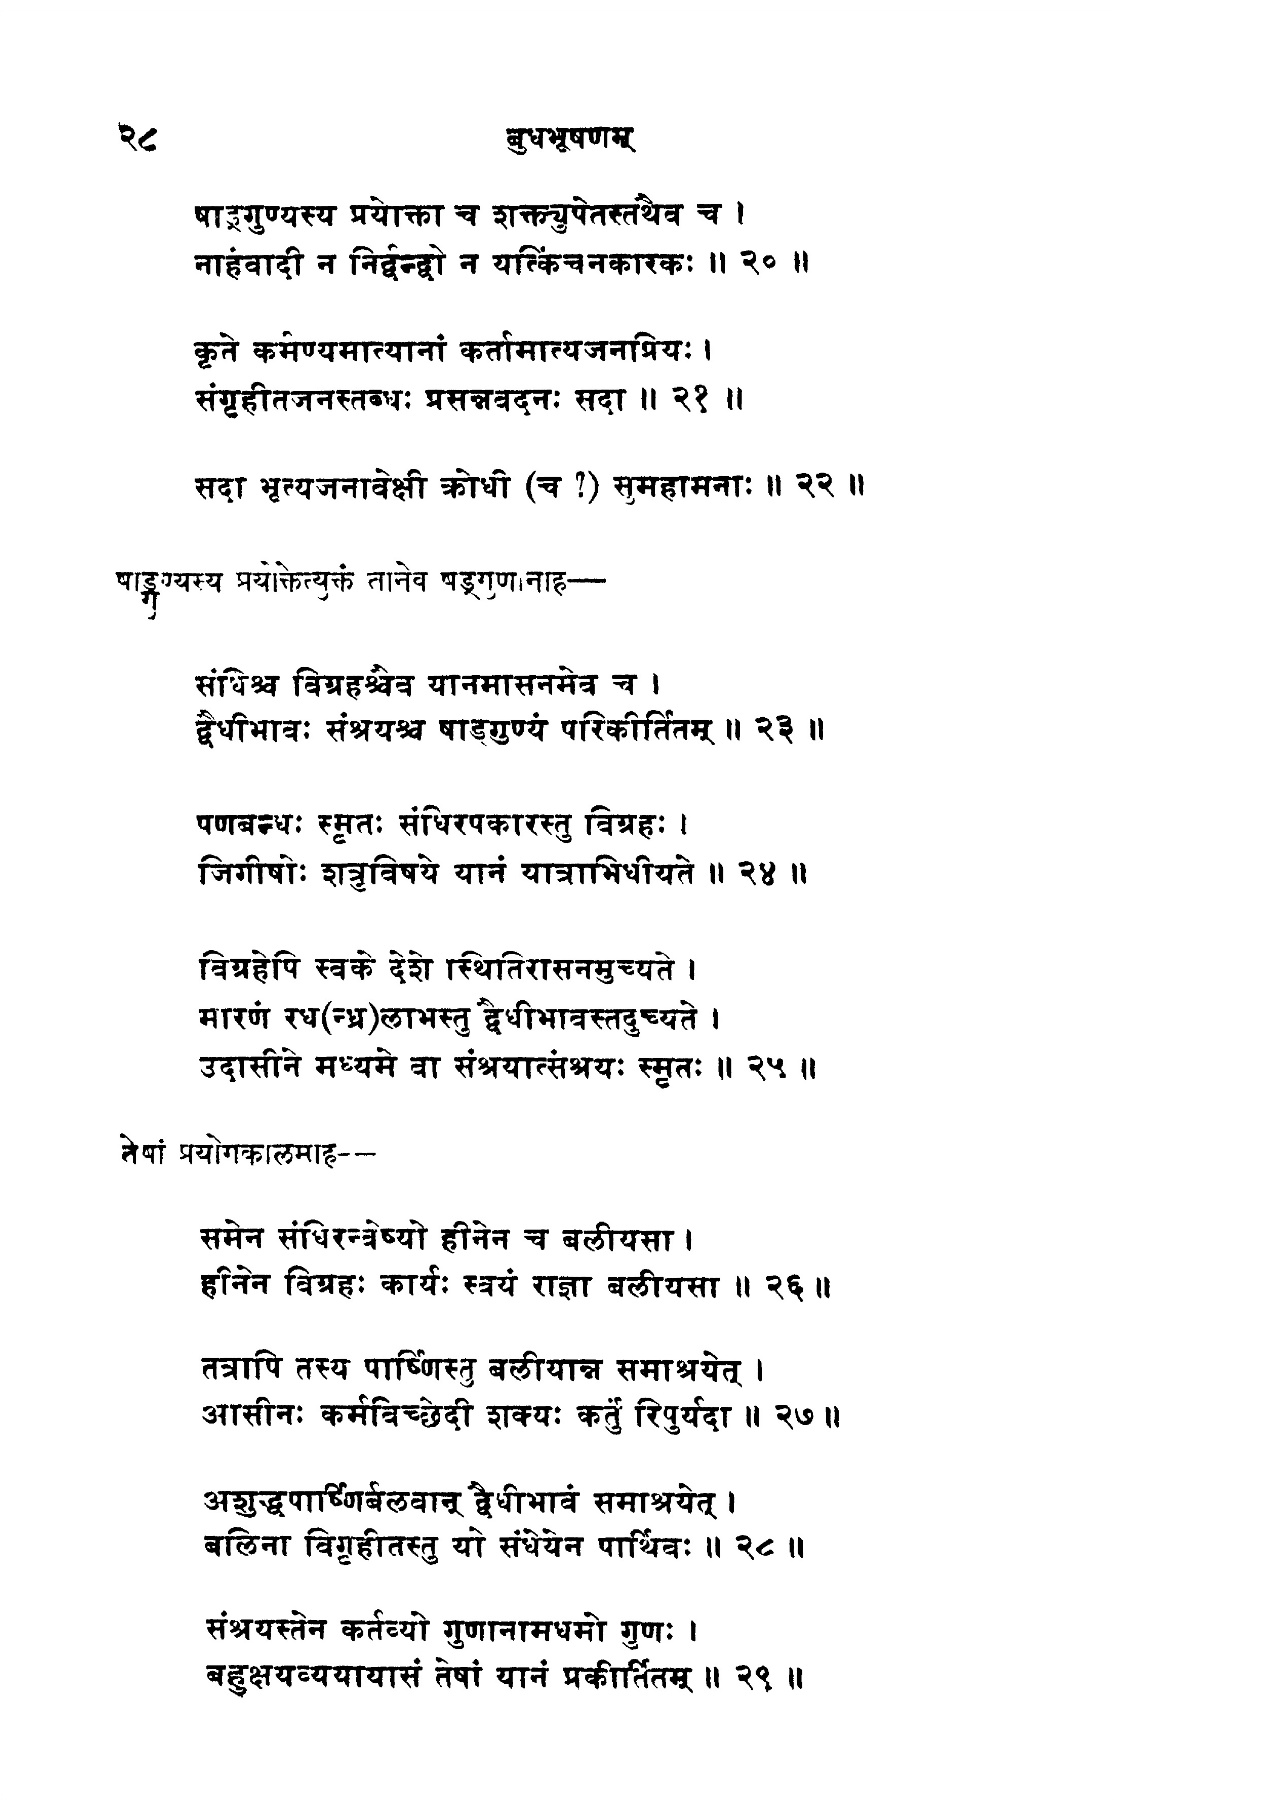 २८
बुधभूषणम्
षाड्गुण्यस्य प्रयोक्ता च शक्त्युपेतस्तथैव च ।
नाहंवादी न निर्द्वन्द्वो न यत्किंचनकारकः ॥ २० ॥
कृते कर्मण्यमात्यानां कर्तामात्यजनाप्रियः ।
संगृहीतजनस्तब्धः प्रसन्नवदनः सदा ॥ २१ ॥
सदा भृत्यजनावेक्षी क्रोधी (च ?) सुमहामनाः ॥ २२ ॥
षाड्गुण्यस्य प्रयोक्तेत्युक्तं तानेव षड्गुणानाह—
संधिश्च विग्रहश्चैव यानमासनमेव च ।
द्वैधीभावः संश्रयश्च षाड्गुण्यं परिकीर्तितम् ॥ २३ ॥
पणबन्धः स्मृतः संधिरपकारस्तु विग्रहः ।
जिगीषोः शत्रुविषये यानं यात्राभिधीयते ॥ २४ ॥
विग्रहेपि स्वके देशे स्थितिरासनमुच्यते ।
मारणं रध(न्ध्र)लाभस्तु द्वैधीभावस्तदुच्यते ।
उदासीने मध्यमे वा संश्रयात्संश्रयः स्मृतः ॥ २५ ॥
तेषां प्रयोगकालमाह--
समेन संधिरन्वेष्यो हीनेन च बलीयसा ।
हीनेन विग्रहः कार्यः स्वयं राज्ञा बलीयसा ॥ २६ ॥
तत्रापि तस्य पार्ष्णिस्तु बलीयान्न समाश्रयेत् ।
आसीनः कर्मविच्छेदी शक्यः कर्तुं रिपुर्यदा ॥ २७ ॥
अशुद्धपार्ष्णिर्बलवान् द्वैधीभावं समाश्रयेत् ।
बलिना विगृहीतस्तु यो संधेयेन पार्थिवः ॥ २८ ॥
संश्रयस्तेन कर्तव्यो गुणानामधमो गुणः ।
बहुक्षयव्ययायासं तेषां यानं प्रकीर्तितम् ॥ २९ ॥